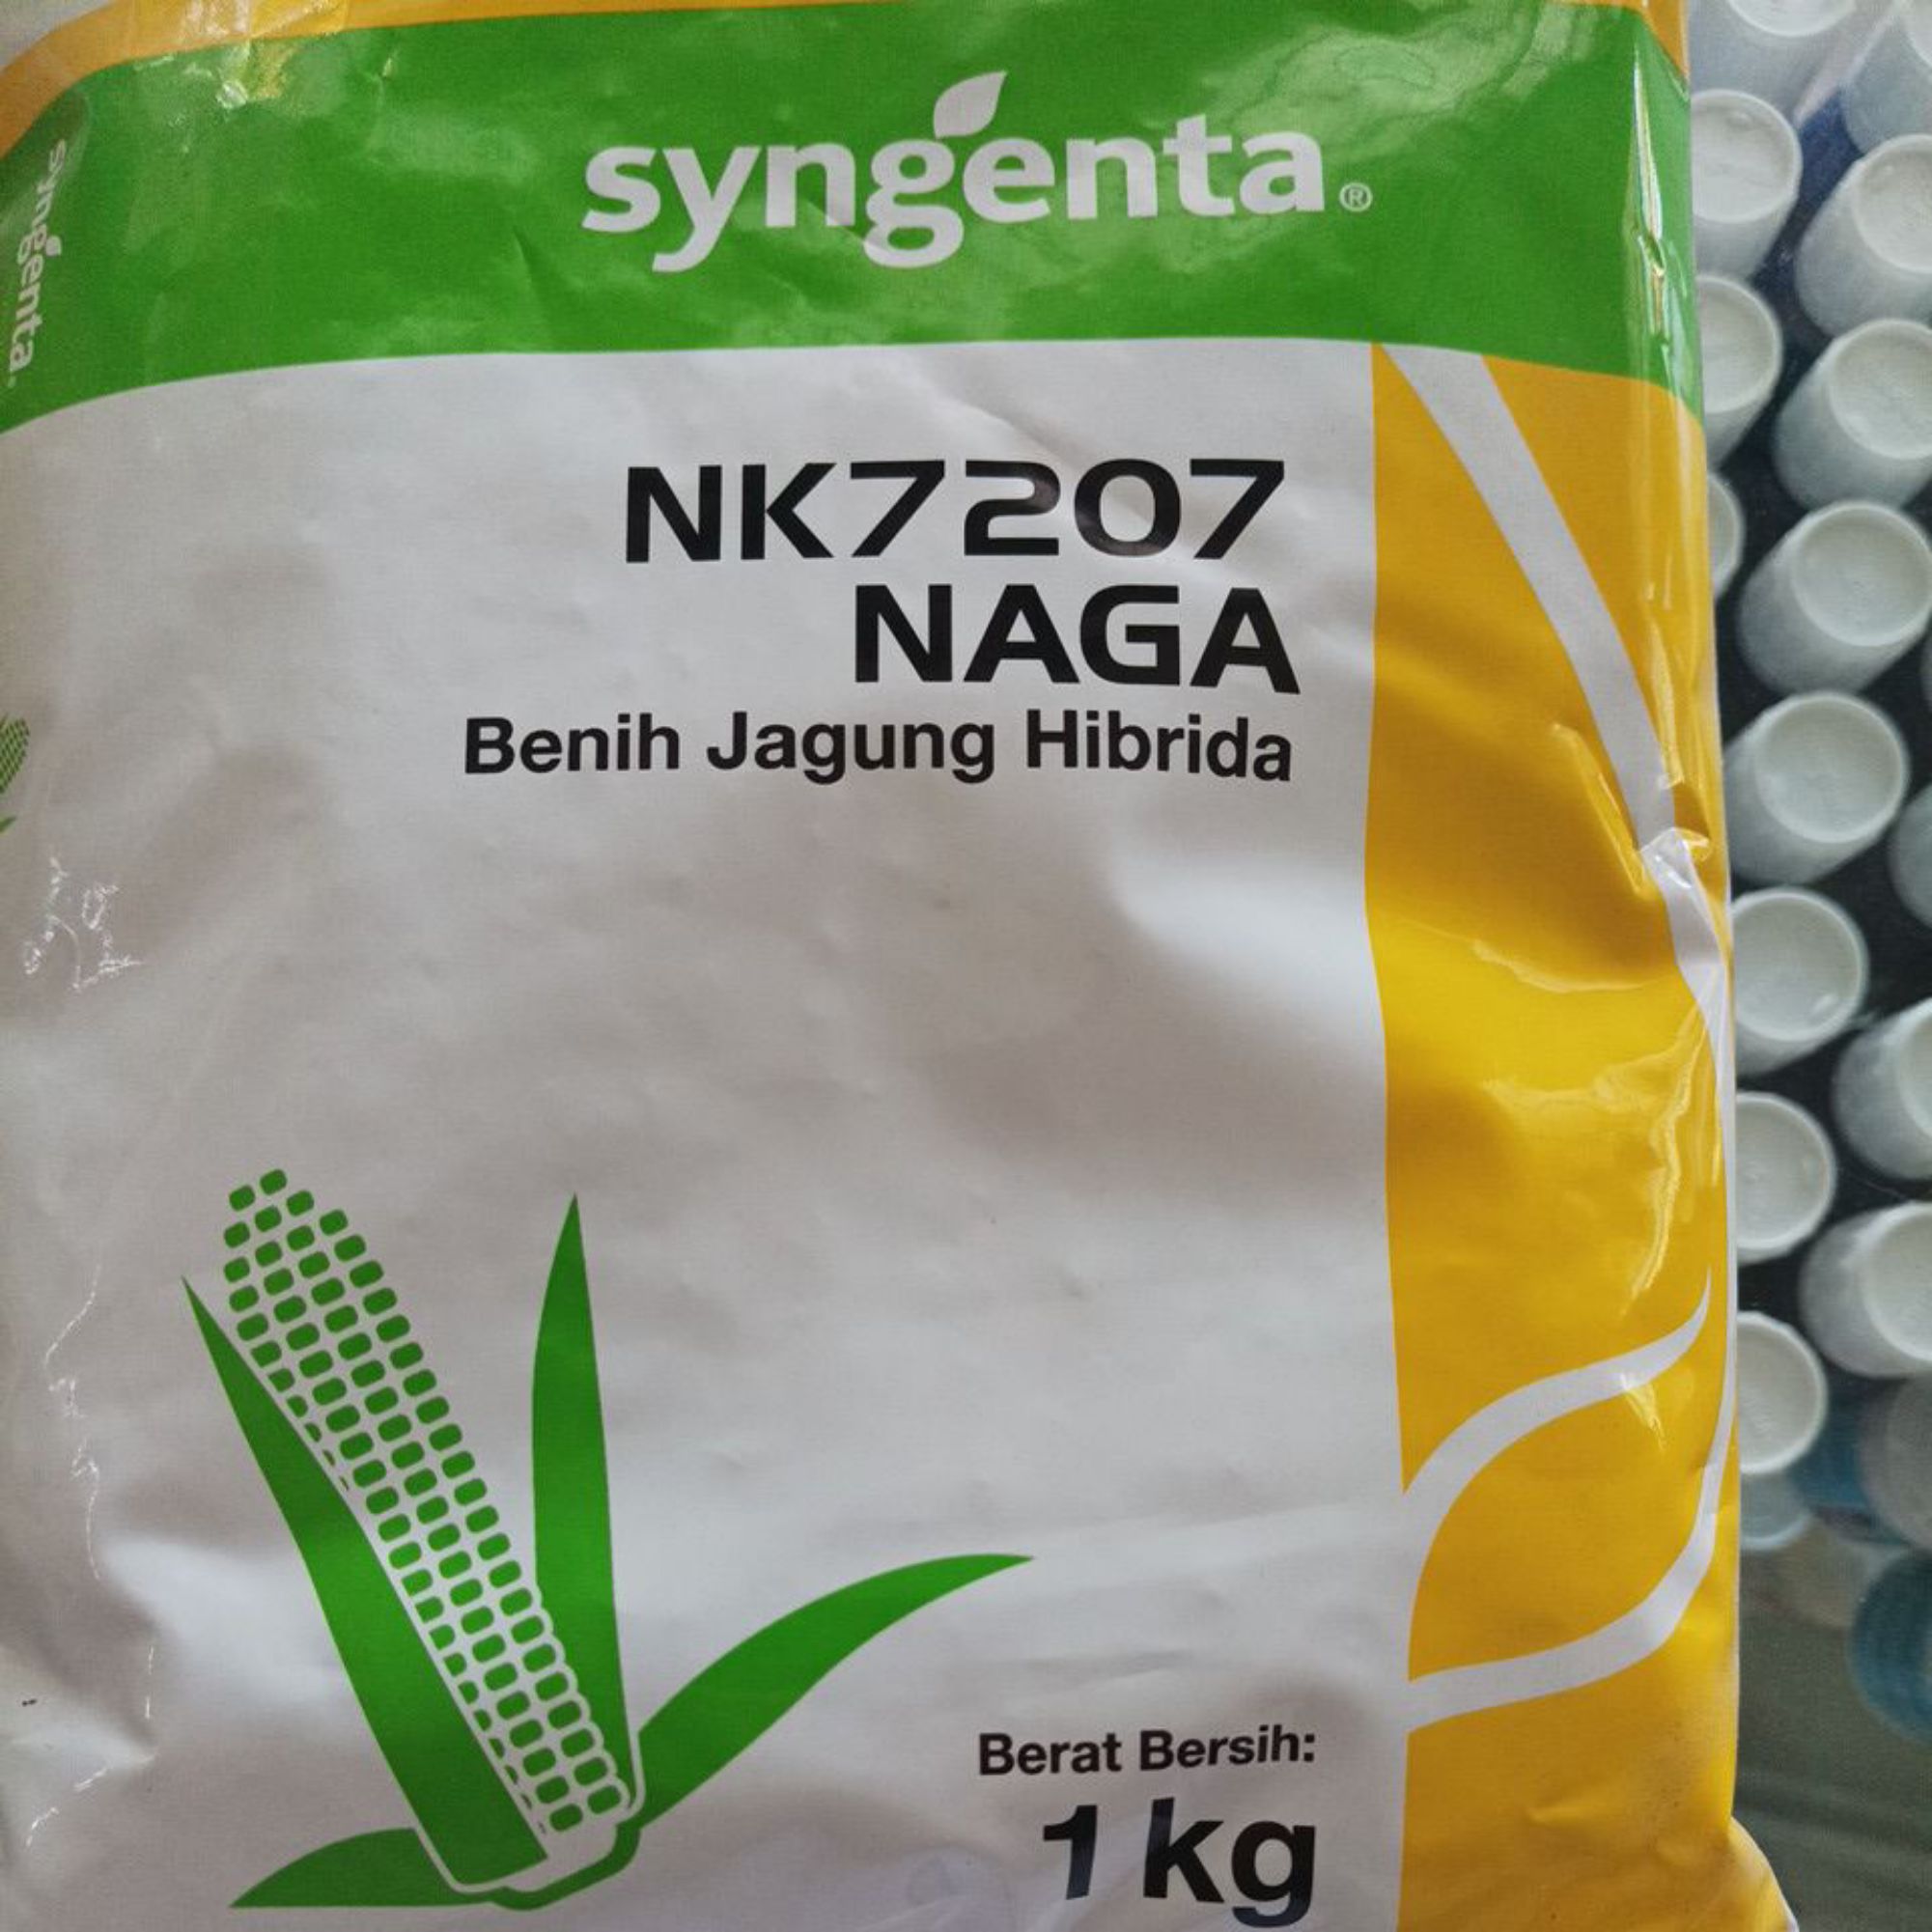 syngenta®
syngenta.
NK7207
NAGA
Benih Jagung Hibrida
Berat Bersih:
1 kg